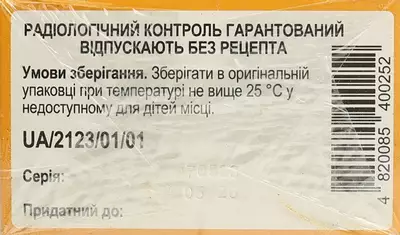 РАДІОЛОГІЧНИЙ КОНТРОЛЬ ГАРАНТОВАНИЙ
ВІДПУСКАЮТЬ БЕЗ РЕЦЕПТА
Умови зберігання. Зберігати в оригінальній
упаковці при температурі не вище 25 °C у
недоступному для дітей місці.
UA/2123/01/01
Серія:
Придатний до:
4 820085 400252